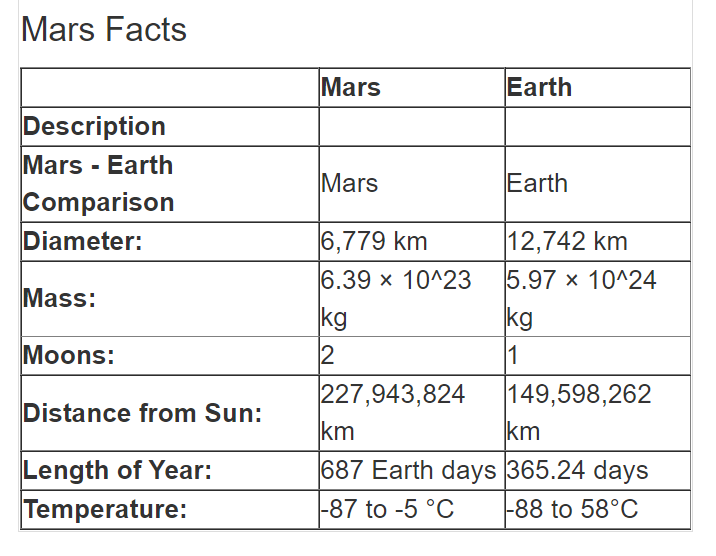 Mars Facts
Mars Earth
Description
Mars - Earth
Comparison
Mars Earth
Diameter: 6,779 km 12,742 km
Mass: 6.39 × 10^23 kg 5.97 × 10^24 kg
Moons: 2 1
Distance from Sun: 227,943,824 km 149,598,262 km
Length of Year: 687 Earth days 365.24 days
Temperature: -87 to -5 °C -88 to 58°C